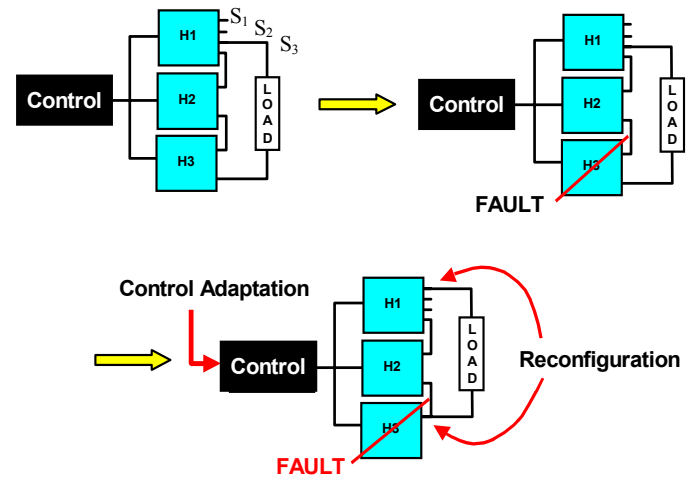 S1
S2
S3
H1
Control
H2
LOAD
H3
H1
Control
H2
LOAD
H3
FAULT
Control Adaptation
H1
Control
H2
LOAD
Reconfiguration
H3
FAULT